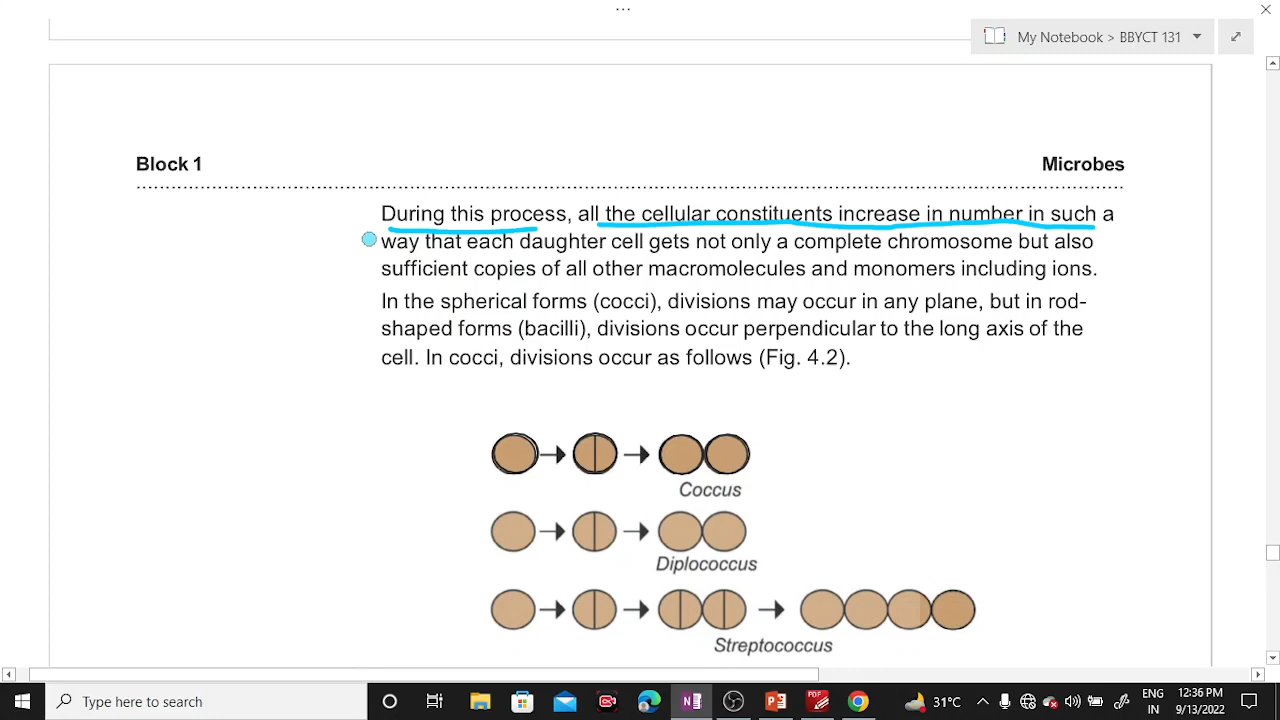 ...
My Notebook > BBYCT 131
Block 1
Microbes
During this process, all the cellular constituents increase in number in such a
way that each daughter cell gets not only a complete chromosome but also
sufficient copies of all other macromolecules and monomers including ions.
In the spherical forms (cocci), divisions may occur in any plane, but in rod-
shaped forms (bacilli), divisions occur perpendicular to the long axis of the
cell. In cocci, divisions occur as follows (Fig. 4.2).
Coccus
Diplococcus
Streptococcus
Type here to search
N
P
PDF
31°C
ENG
IN
12:36 PM
9/13/2022